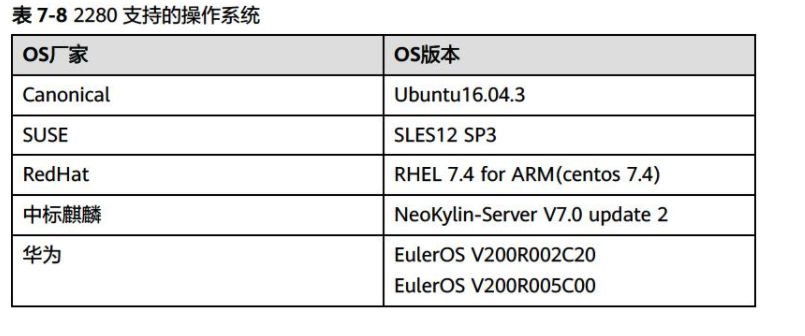 表 7-8 2280 支持的操作系统
OS厂家 OS版本
Canonical Ubuntu16.04.3
SUSE SLES12 SP3
RedHat RHEL 7.4 for ARM(centos 7.4)
中标麒麟 NeoKylin-Server V7.0 update 2
华为 EulerOS V200R002C20
EulerOS V200R005C00